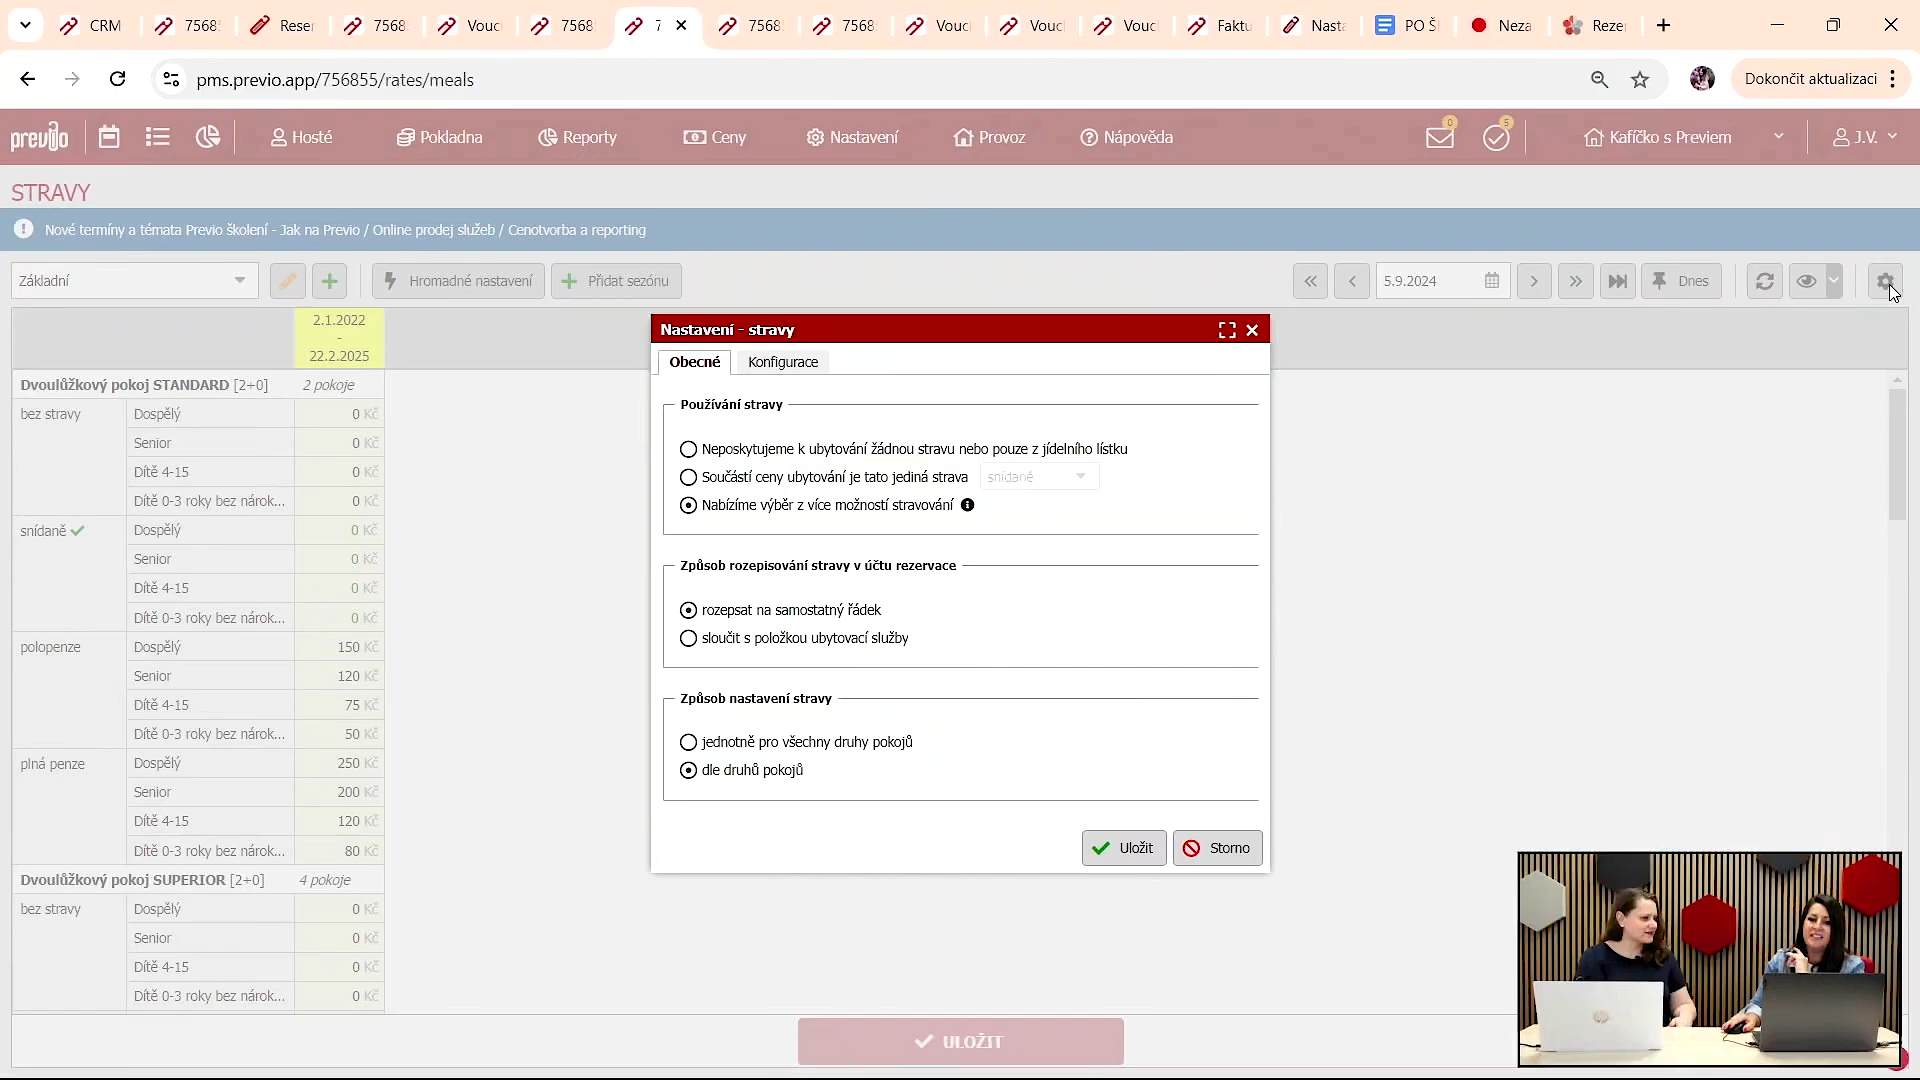 CRM
7568
Rese
7568
Vouc
7568
7
7568
7568
Vouc
Vouc
Vouc
Faktu
Nasta
PO Š
Neza
Reze
pms.previo.app/756855/rates/meals
Dokončit aktualizaci
previo
Hosté
Pokladna
Reporty
Ceny
Nastavení
Provoz
Nápověda
0
5
Kafíčko s Previem
J.V.
STRAVY
Nové termíny a témata Previo školení - Jak na Previo / Online prodej služeb / Cenotvorba a reporting
Základní
Hromadné nastavení
Přidat sezónu
5.9.2024
Dnes
2.1.2022
-
22.2.2025
Dvoulůžkový pokoj STANDARD [2+0] 2 pokoje
bez stravy Dospělý 0 Kč
Senior 0 Kč
Dítě 4-15 0 Kč
Dítě 0-3 roky bez nárok... 0 Kč
snídaně Dospělý 0 Kč
Senior 0 Kč
Dítě 4-15 0 Kč
Dítě 0-3 roky bez nárok... 0 Kč
polopenze Dospělý 150 Kč
Senior 120 Kč
Dítě 4-15 75 Kč
Dítě 0-3 roky bez nárok... 50 Kč
plná penze Dospělý 250 Kč
Senior 200 Kč
Dítě 4-15 120 Kč
Dítě 0-3 roky bez nárok... 80 Kč
Dvoulůžkový pokoj SUPERIOR [2+0] 4 pokoje
bez stravy Dospělý 0 Kč
Senior 0 Kč
Dítě 4-15 0 Kč
Dítě 0-3 roky bez nárok... 0 Kč
Nastavení - stravy
Obecné
Konfigurace
Používání stravy
Neposkytujeme k ubytování žádnou stravu nebo pouze z jídelního lístku
Součástí ceny ubytování je tato jediná strava snídaně
Nabízíme výběr z více možností stravování
Způsob rozepisování stravy v účtu rezervace
rozepsat na samostatný řádek
sloučit s položkou ubytovací služby
Způsob nastavení stravy
jednotně pro všechny druhy pokojů
dle druhů pokojů
Uložit
Storno
ULOŽIT